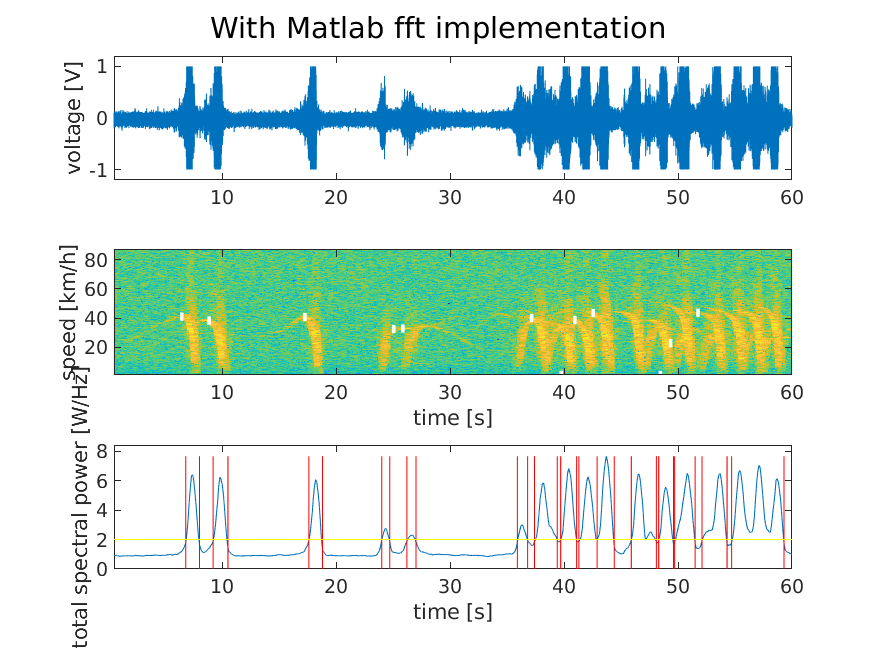 With Matlab fft implementation
voltage [V]
1
0
-1
10 20 30 40 50 60
speed [km/h]
80
60
40
20
10 20 30 40 50 60
time [s]
total spectral power [W/Hz]
8
6
4
2
0
10 20 30 40 50 60
time [s]